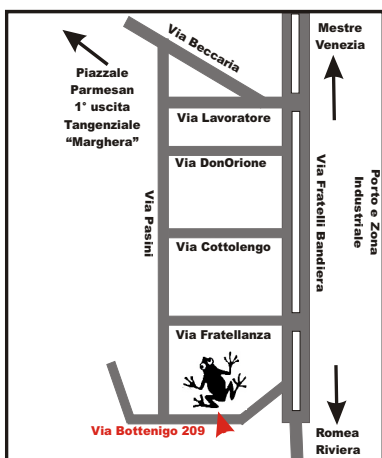 Mestre
Venezia
Via Beccaria
Piazzale
Parmesan
1° uscita
Tangenziale
“Marghera”
Via Lavoratore
Via DonOrione
Via Pasini
Via Fratelli Bandiera
Porto e Zona
Industriale
Via Cottolengo
Via Fratellanza
Via Bottenigo 209
Romea
Riviera